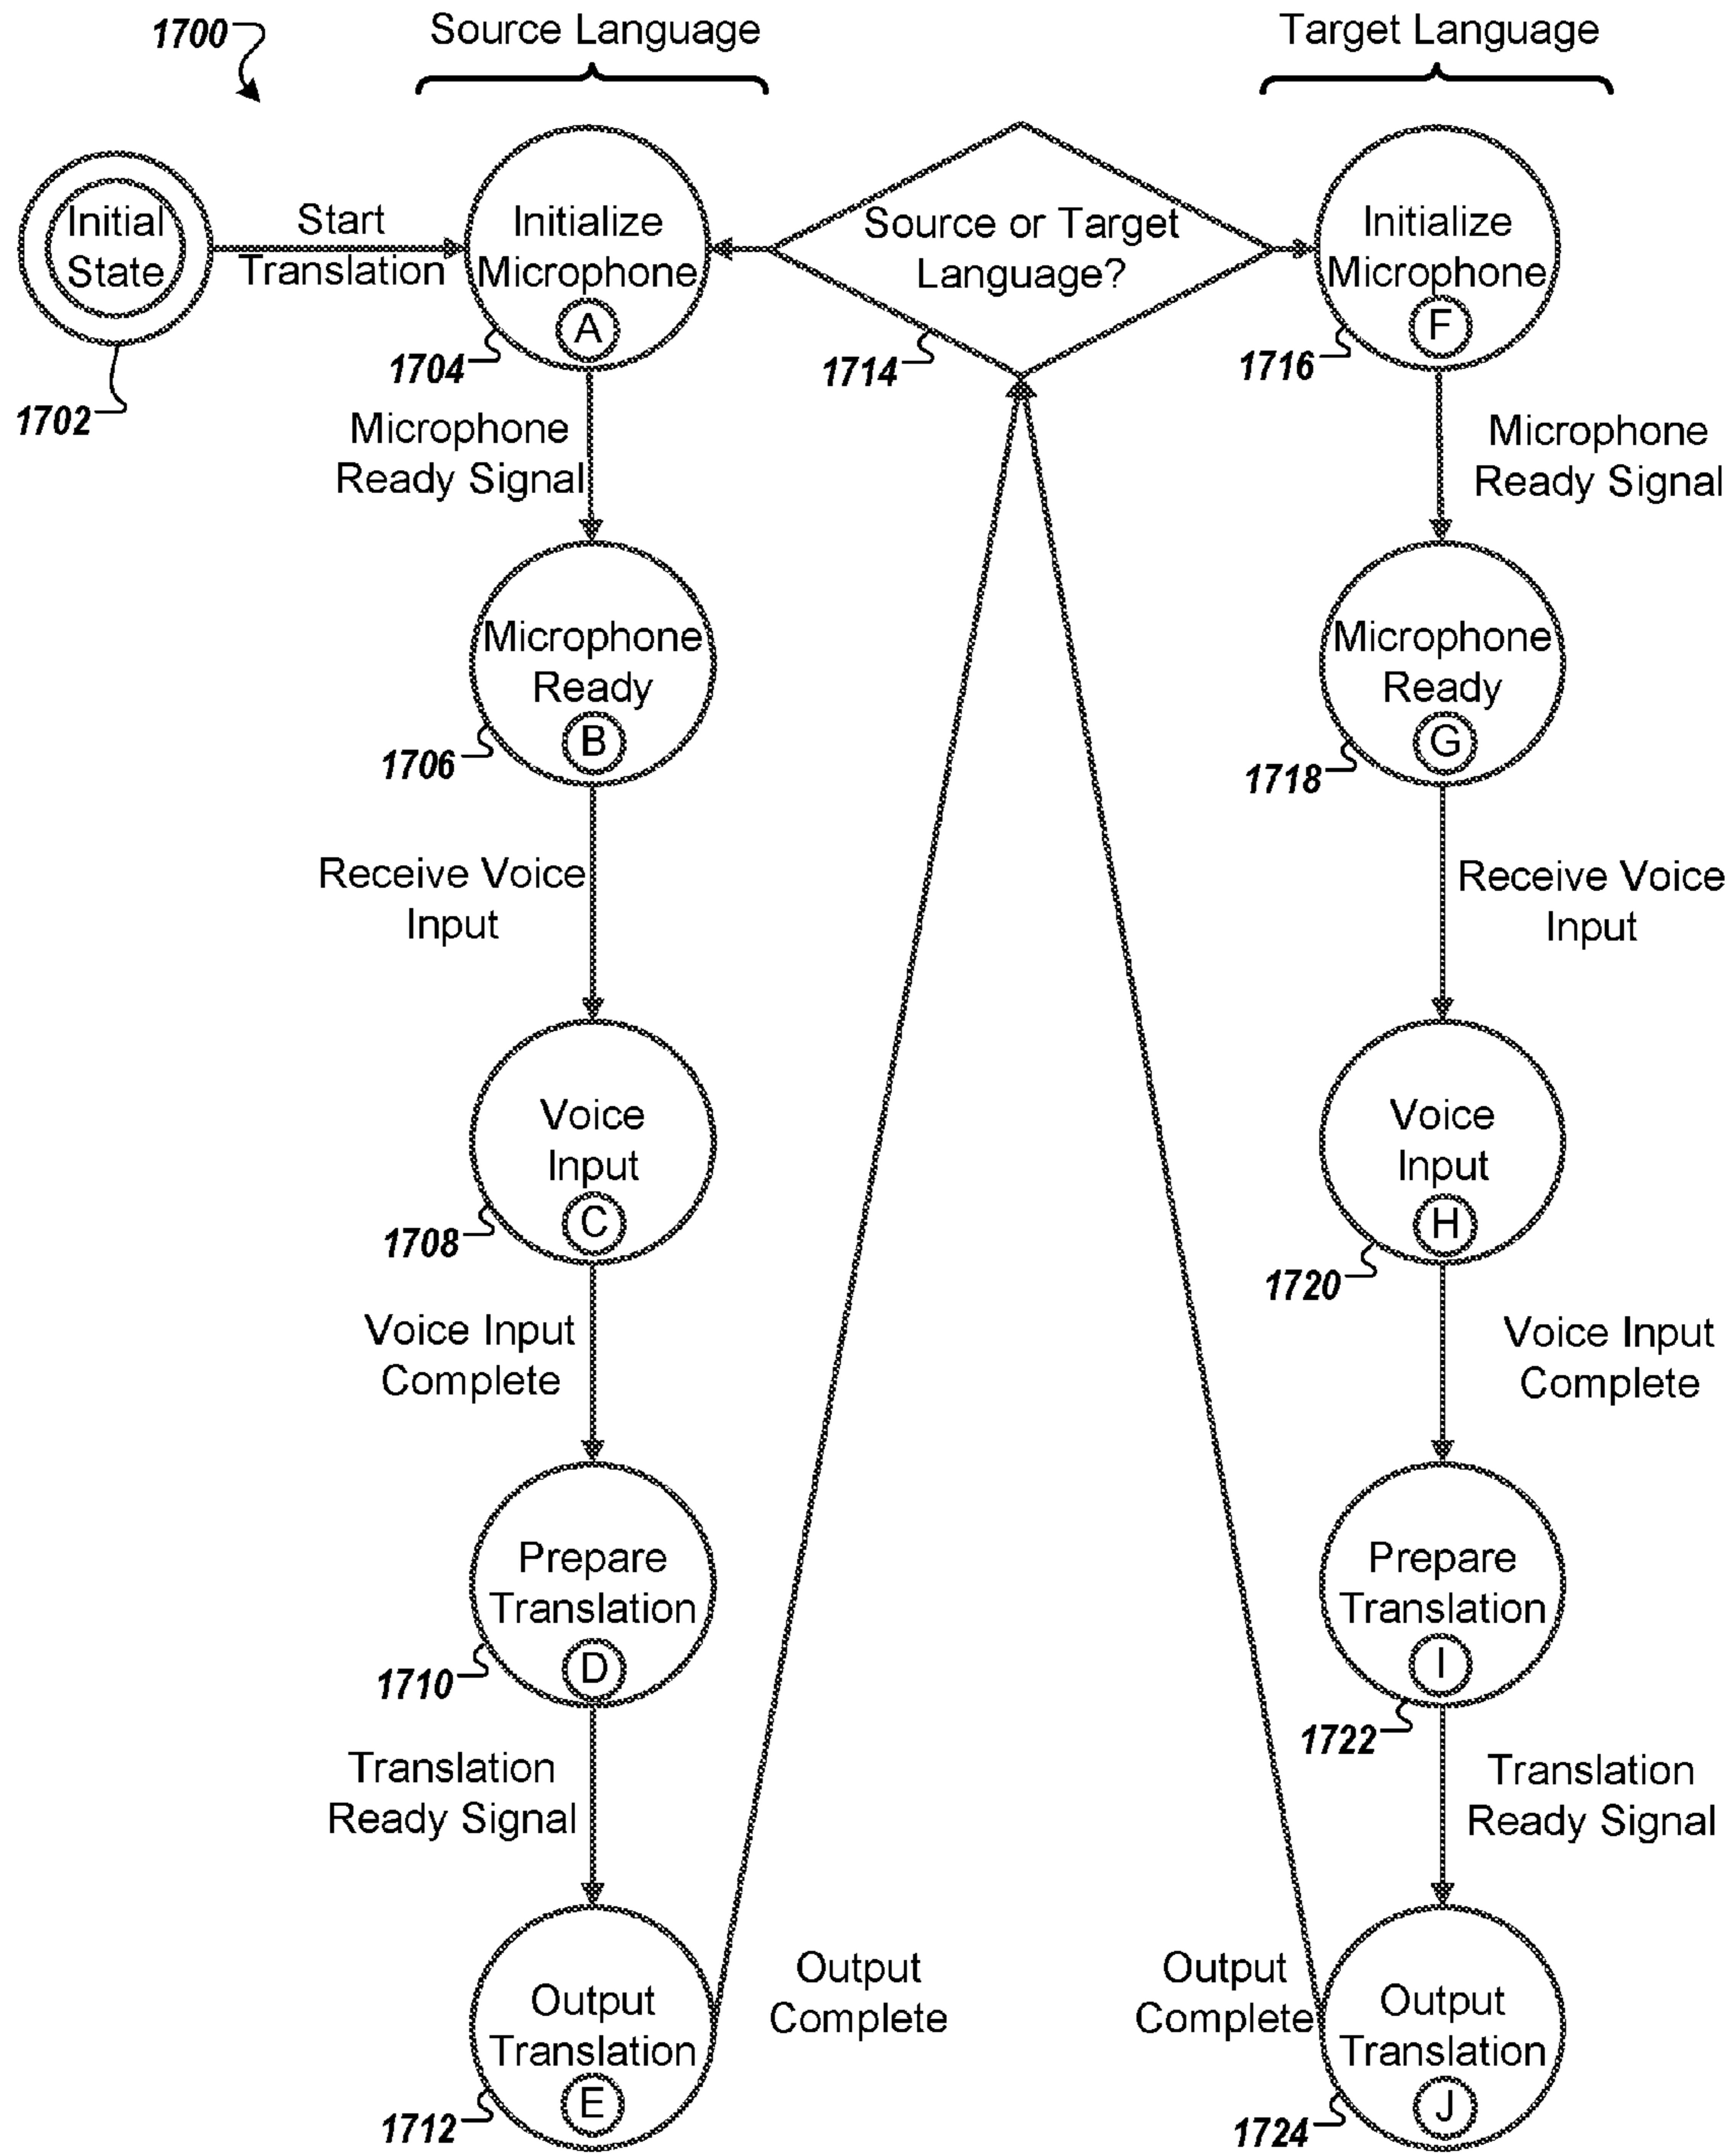 1700
Source Language
Target Language
Initial
State
1702
Start
Translation
Initialize
Microphone
A
1704
Source or Target
Language?
1714
Initialize
Microphone
F
1716
Microphone
Ready Signal
Microphone
Ready Signal
Microphone
Ready
B
1706
Microphone
Ready
G
1718
Receive Voice
Input
Receive Voice
Input
Voice
Input
C
1708
Voice
Input
H
1720
Voice Input
Complete
Voice Input
Complete
Prepare
Translation
D
1710
Prepare
Translation
I
1722
Translation
Ready Signal
Translation
Ready Signal
Output
Translation
E
1712
Output
Complete
Output
Complete
Output
Translation
J
1724